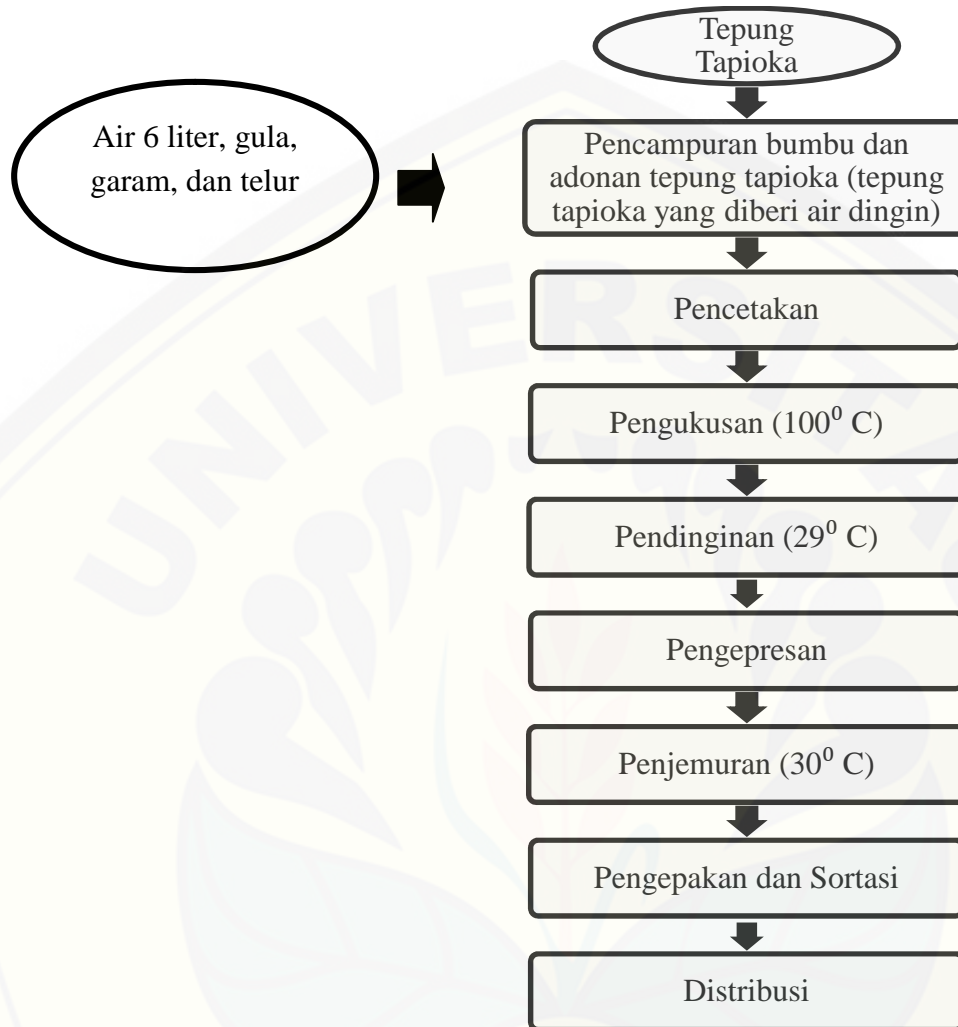 Tepung
Tapioka
Air 6 liter, gula,
garam, dan telur
Pencampuran bumbu dan
adonan tepung tapioka (tepung
tapioka yang diberi air dingin)
Pencetakan
Pengukusan (100⁰ C)
Pendinginan (29⁰ C)
Pengepresan
Penjemuran (30⁰ C)
Pengepakan dan Sortasi
Distribusi
UNIVERSITA